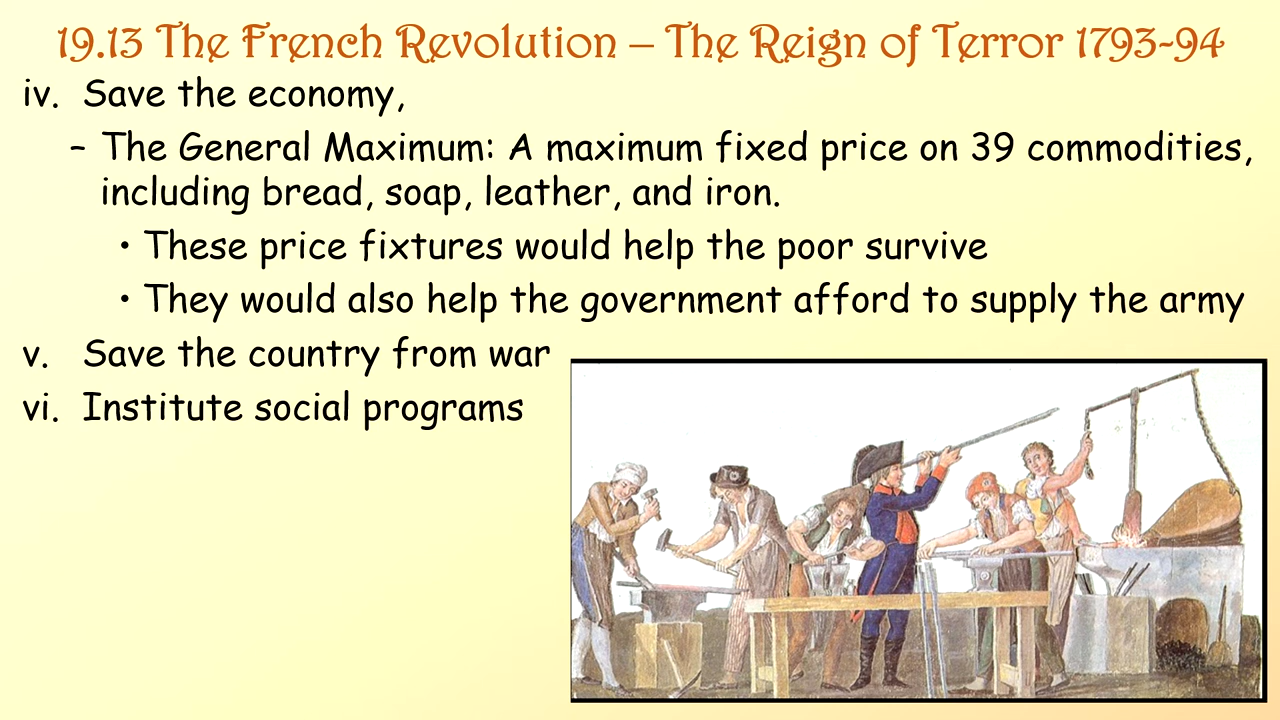 19.13 The French Revolution – The Reign of Terror 1793-94
iv. Save the economy,
– The General Maximum: A maximum fixed price on 39 commodities,
including bread, soap, leather, and iron.
• These price fixtures would help the poor survive
• They would also help the government afford to supply the army
v. Save the country from war
vi. Institute social programs